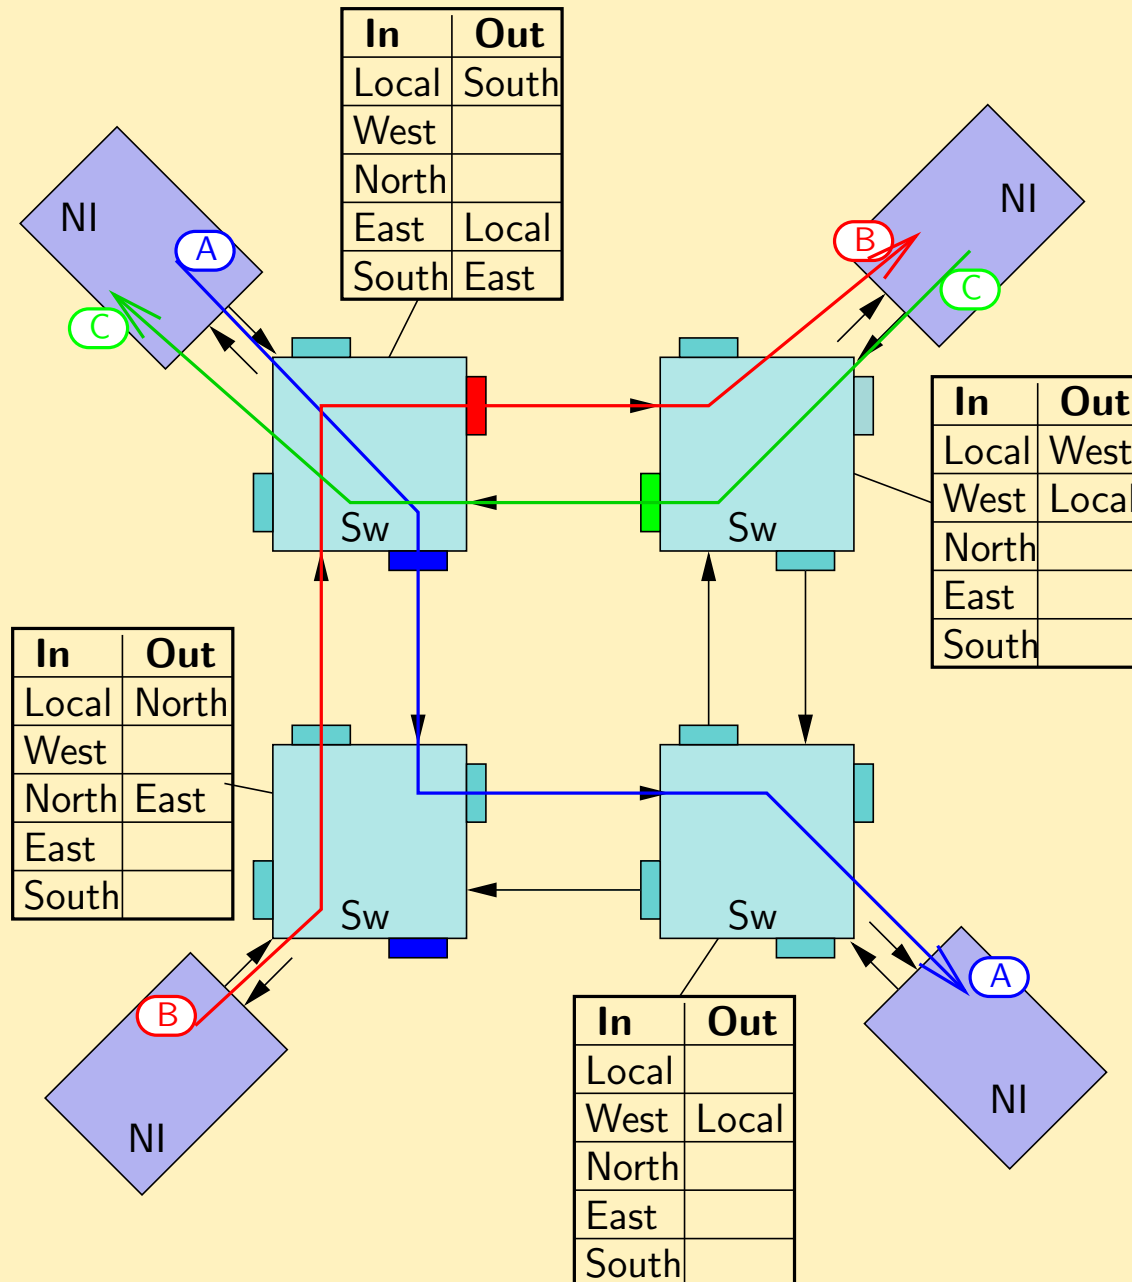 In Out
Local South
West
North
East Local
South East
NI
A
C
Sw
NI
B
C
Sw
In Out
Local West
West Local
North
East
South
In Out
Local North
West
North East
East
South
Sw
B
NI
Sw
A
NI
In Out
Local
West Local
North
East
South